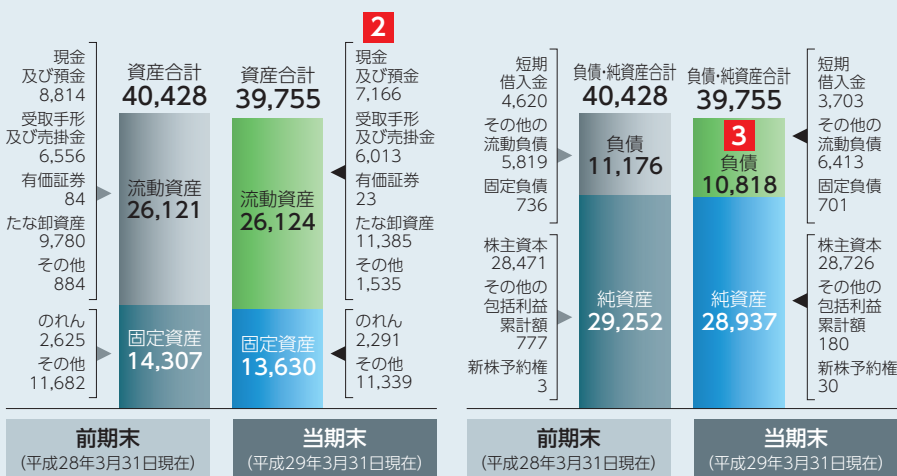 現金
及び預金
8,814
受取手形
及び売掛金
6,556
有価証券
84
たな卸資産
9,780
その他
884
のれん
2,625
その他
11,682
資産合計
40,428
流動資産
26,121
固定資産
14,307
資産合計
39,755
流動資産
26,124
固定資産
13,630
2
現金
及び預金
7,166
受取手形
及び売掛金
6,013
有価証券
23
たな卸資産
11,385
その他
1,535
のれん
2,291
その他
11,339
前期末
(平成28年3月31日現在)
当期末
(平成29年3月31日現在)
短期
借入金
4,620
その他の
流動負債
5,819
固定負債
736
株主資本
28,471
その他の
包括利益
累計額
777
新株予約権
3
負債・純資産合計
40,428
負債
11,176
純資産
29,252
負債・純資産合計
39,755
3
負債
10,818
純資産
28,937
短期
借入金
3,703
その他の
流動負債
6,413
固定負債
701
株主資本
28,726
その他の
包括利益
累計額
180
新株予約権
30
前期末
(平成28年3月31日現在)
当期末
(平成29年3月31日現在)